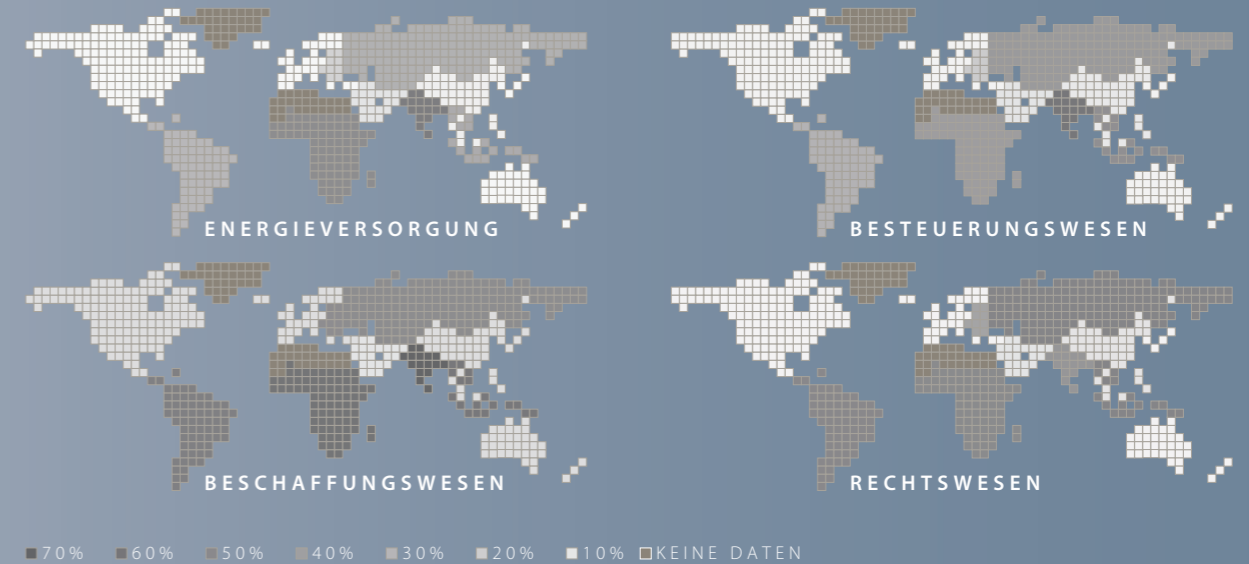 ENERGIEVERSORGUNG
BESTEUERUNGSWESEN
BESCHAFFUNGSWESEN
RECHTSWESEN
70% 60% 50% 40% 30% 20% 10% KEINE DATEN